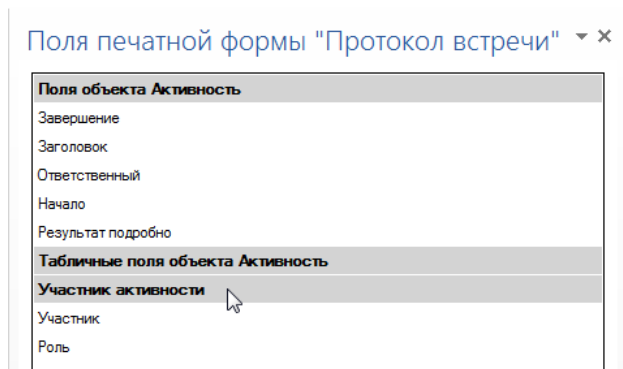 Поля печатной формы "Протокол встречи"
Поля объекта Активность
Завершение
Заголовок
Ответственный
Начало
Результат подробно
Табличные поля объекта Активность
Участник активности
Участник
Роль